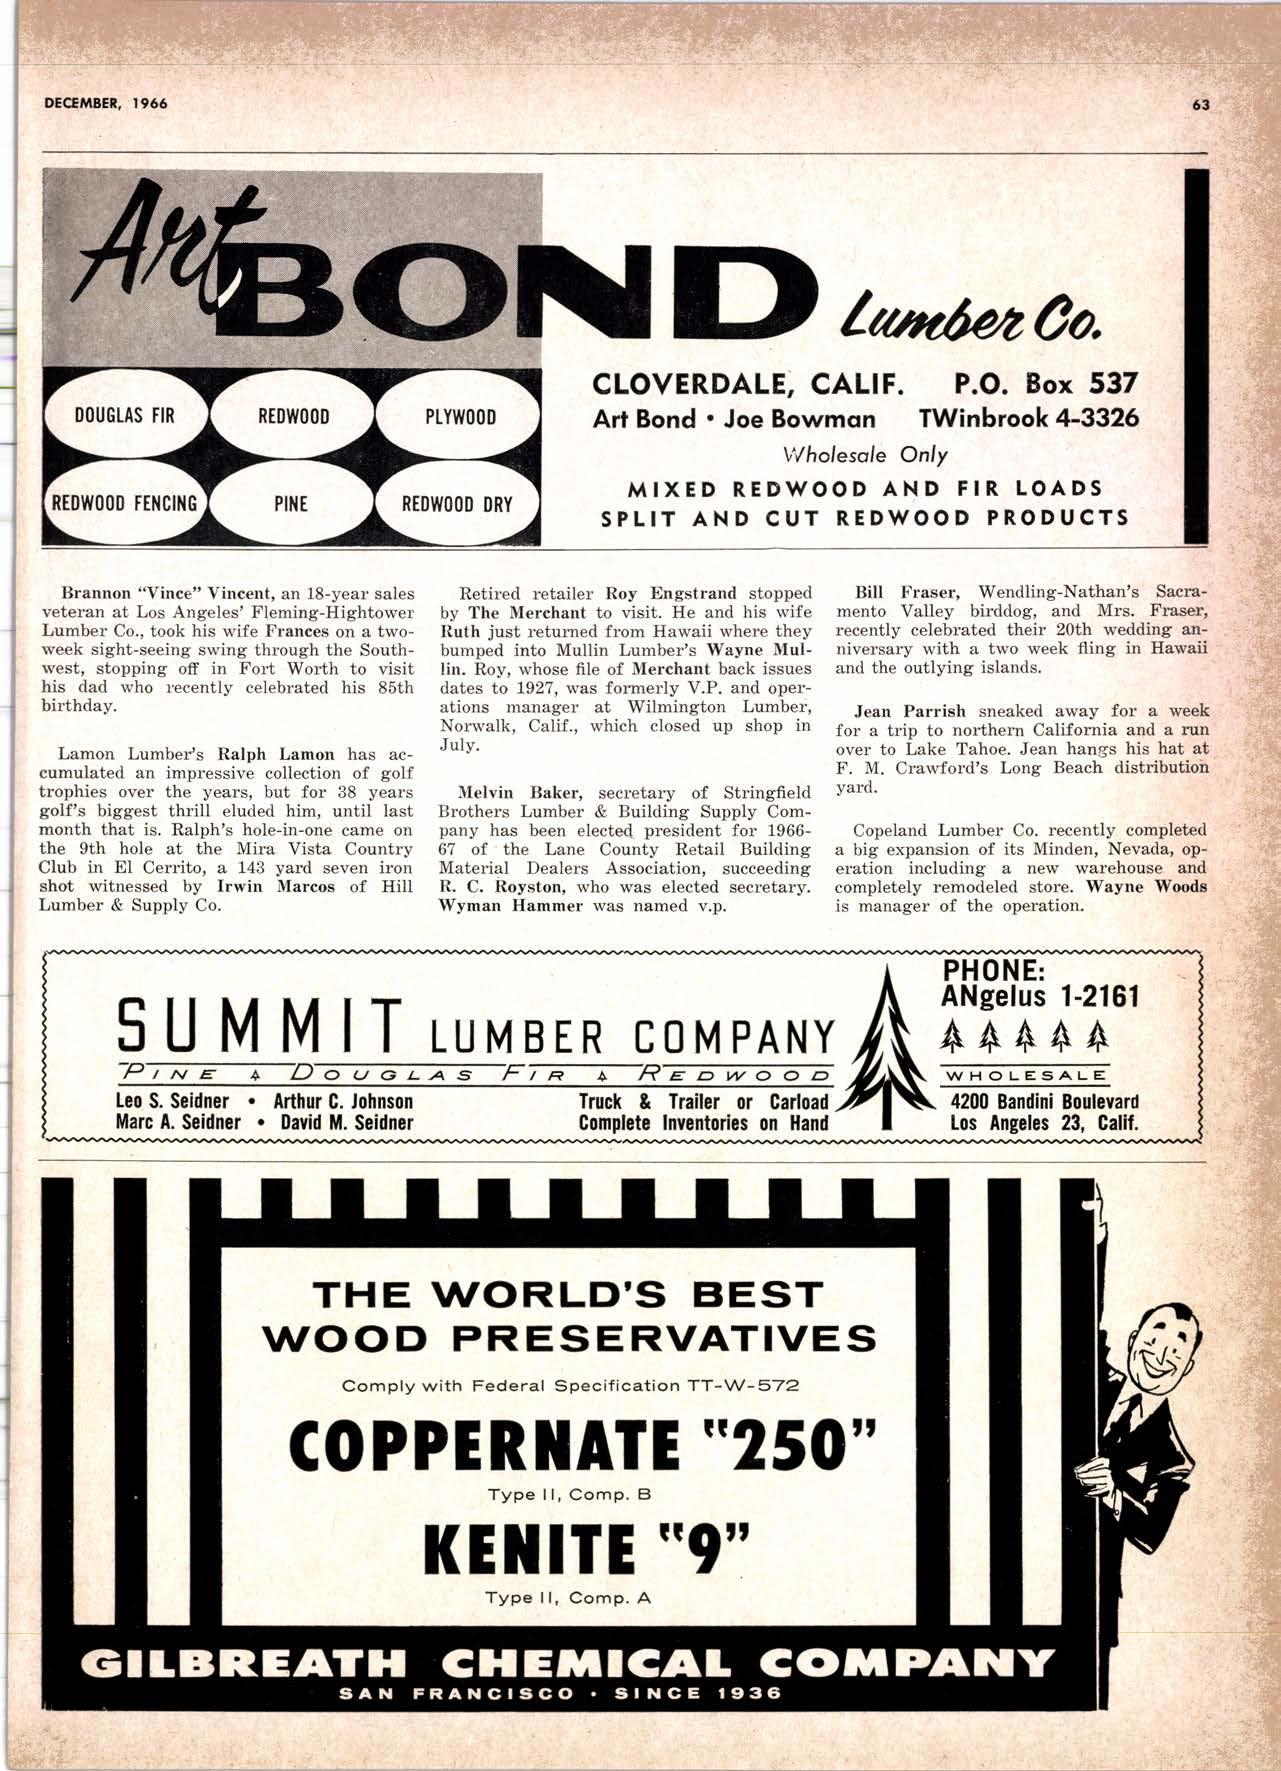 DECEMBER, 1966
63
Art BOND Lumber Co.
DOUGLAS FIR
REDWOOD
PLYWOOD
REDWOOD FENCING
PINE
REDWOOD DRY
CLOVERDALE, CALIF. P.O. Box 537
Art Bond • Joe Bowman TWinbrook 4-3326
Wholesale Only
MIXED REDWOOD AND FIR LOADS
SPLIT AND CUT REDWOOD PRODUCTS
Brannon “Vince” Vincent, an 18-year sales
veteran at Los Angeles’ Fleming-Hightower
Lumber Co., took his wife Frances on a two-
week sight-seeing swing through the South-
west, stopping off in Fort Worth to visit
his dad who recently celebrated his 85th
birthday.
Lamon Lumber’s Ralph Lamon has ac-
cumulated an impressive collection of golf
trophies over the years, but for 38 years
golf’s biggest thrill eluded him, until last
month that is. Ralph’s hole-in-one came on
the 9th hole at the Mira Vista Country
Club in El Cerrito, a 143 yard seven iron
shot witnessed by Irwin Marcos of Hill
Lumber & Supply Co.
Retired retailer Roy Engstrand stopped
by The Merchant to visit. He and his wife
Ruth just returned from Hawaii where they
bumped into Mullin Lumber’s Wayne Mul-
lin. Roy, whose file of Merchant back issues
dates to 1927, was formerly V.P. and oper-
ations manager at Wilmington Lumber,
Norwalk, Calif., which closed up shop in
July.
Melvin Baker, secretary of Stringfield
Brothers Lumber & Building Supply Com-
pany has been elected president for 1966-
67 of the Lane County Retail Building
Material Dealers Association, succeeding
R. C. Royston, who was elected secretary.
Wyman Hammer was named v.p.
Bill Fraser, Wendling-Nathan’s Sacra-
mento Valley birddog, and Mrs. Fraser,
recently celebrated their 20th wedding an-
niversary with a two week fling in Hawaii
and the outlying islands.
Jean Parrish sneaked away for a week
for a trip to northern California and a run
over to Lake Tahoe. Jean hangs his hat at
F. M. Crawford’s Long Beach distribution
yard.
Copeland Lumber Co. recently completed
a big expansion of its Minden, Nevada, op-
eration including a new warehouse and
completely remodeled store. Wayne Woods
is manager of the operation.
SUMMIT LUMBER COMPANY
PINE DOUGLAS FIR REDWOOD
Leo S. Seidner • Arthur C. Johnson
Marc A. Seidner • David M. Seidner
Truck & Trailer or Carload
Complete Inventories on Hand
PHONE:
ANgelus 1-2161
WHOLESALE
4200 Bandini Boulevard
Los Angeles 23, Calif.
THE WORLD'S BEST
WOOD PRESERVATIVES
Comply with Federal Specification TT-W-572
COPPERNATE “250”
Type II, Comp. B
KENITE “9”
Type II, Comp. A
GILBREATH CHEMICAL COMPANY
SAN FRANCISCO • SINCE 1936